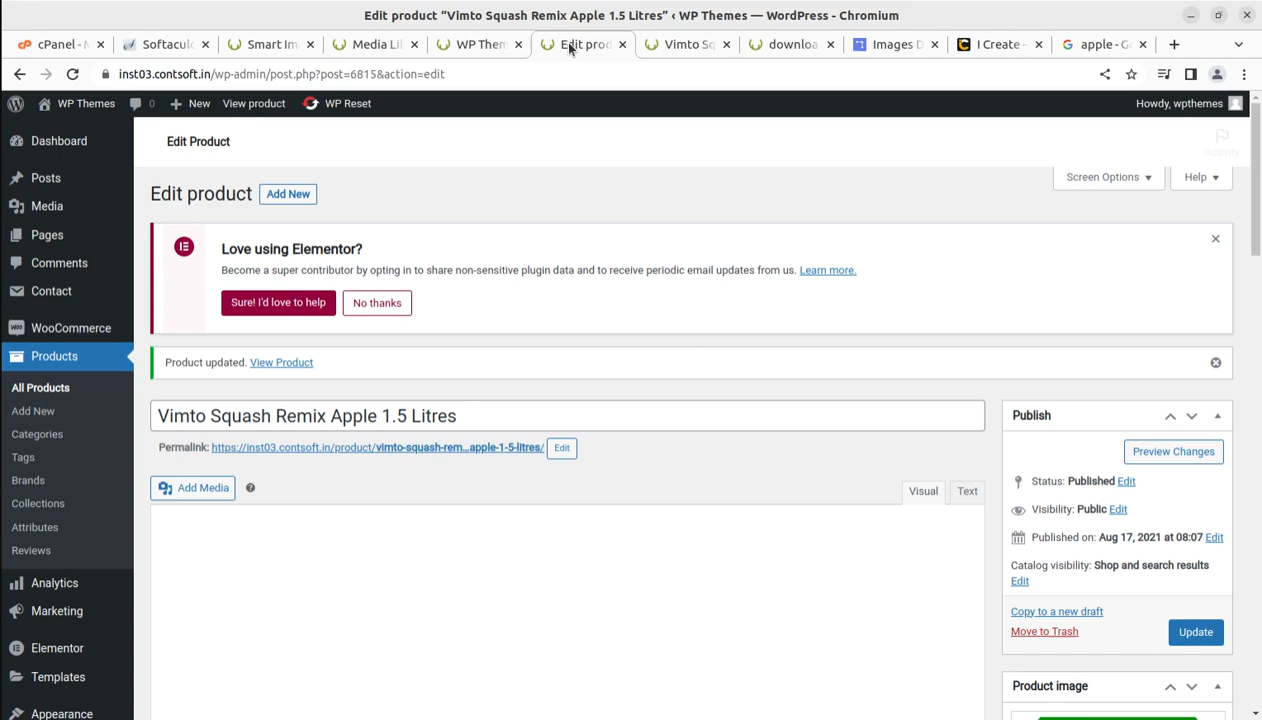 Edit product “Vimto Squash Remix Apple 1.5 Litres” ‹ WP Themes — WordPress - Chromium
cPanel - M
Softacul
Smart Im
Media Li
WP Them
Edit prod
Vimto Sq
downloa
Images D
I Create -
apple - G
inst03.contsoft.in/wp-admin/post.php?post=6815&action=edit
WP Themes 0 New View product WP Reset Howdy, wpthemes
Dashboard
Posts
Media
Pages
Comments
Contact
WooCommerce
Products
All Products
Add New
Categories
Tags
Brands
Collections
Attributes
Reviews
Analytics
Marketing
Elementor
Templates
Appearance
Edit Product
Activity
Screen Options
Help
Edit product
Add New
Love using Elementor?
Become a super contributor by opting in to share non-sensitive plugin data and to receive periodic email updates from us. Learn more.
Sure! I'd love to help
No thanks
Product updated. View Product
Vimto Squash Remix Apple 1.5 Litres
Permalink: https://inst03.contsoft.in/product/vimto-squash-rem…apple-1-5-litres/ Edit
Add Media
Visual
Text
Publish
Preview Changes
Status: Published Edit
Visibility: Public Edit
Published on: Aug 17, 2021 at 08:07 Edit
Catalog visibility: Shop and search results
Edit
Copy to a new draft
Move to Trash
Update
Product image